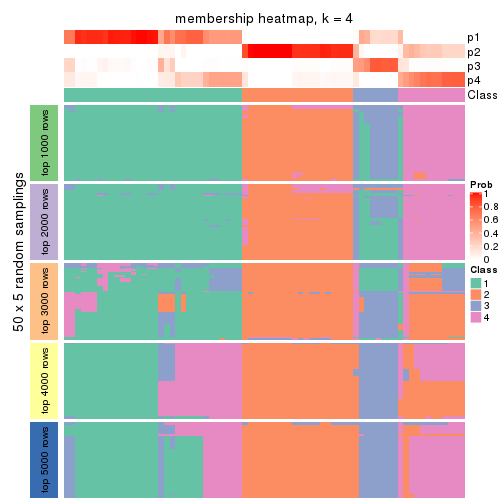 membership heatmap, k = 4
p1
p2
p3
p4
Class
50 x 5 random samplings
top 1000 rows
top 2000 rows
top 3000 rows
top 4000 rows
top 5000 rows
Prob
1
0.8
0.6
0.4
0.2
0
Class
1
2
3
4